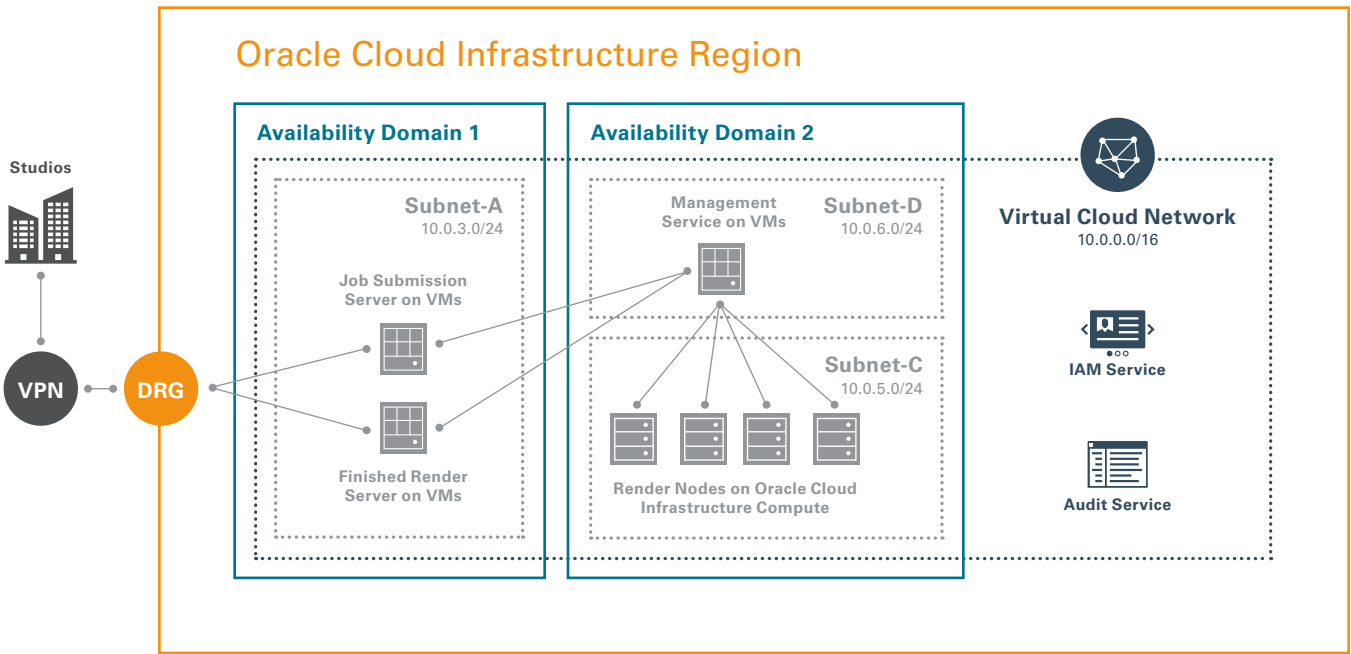 Oracle Cloud Infrastructure Region
Studios
VPN
DRG
Availability Domain 1
Subnet-A
10.0.3.0/24
Job Submission
Server on VMs
Finished Render
Server on VMs
Availability Domain 2
Management
Service on VMs
Subnet-D
10.0.6.0/24
Subnet-C
10.0.5.0/24
Render Nodes on Oracle Cloud
Infrastructure Compute
Virtual Cloud Network
10.0.0.0/16
IAM Service
Audit Service